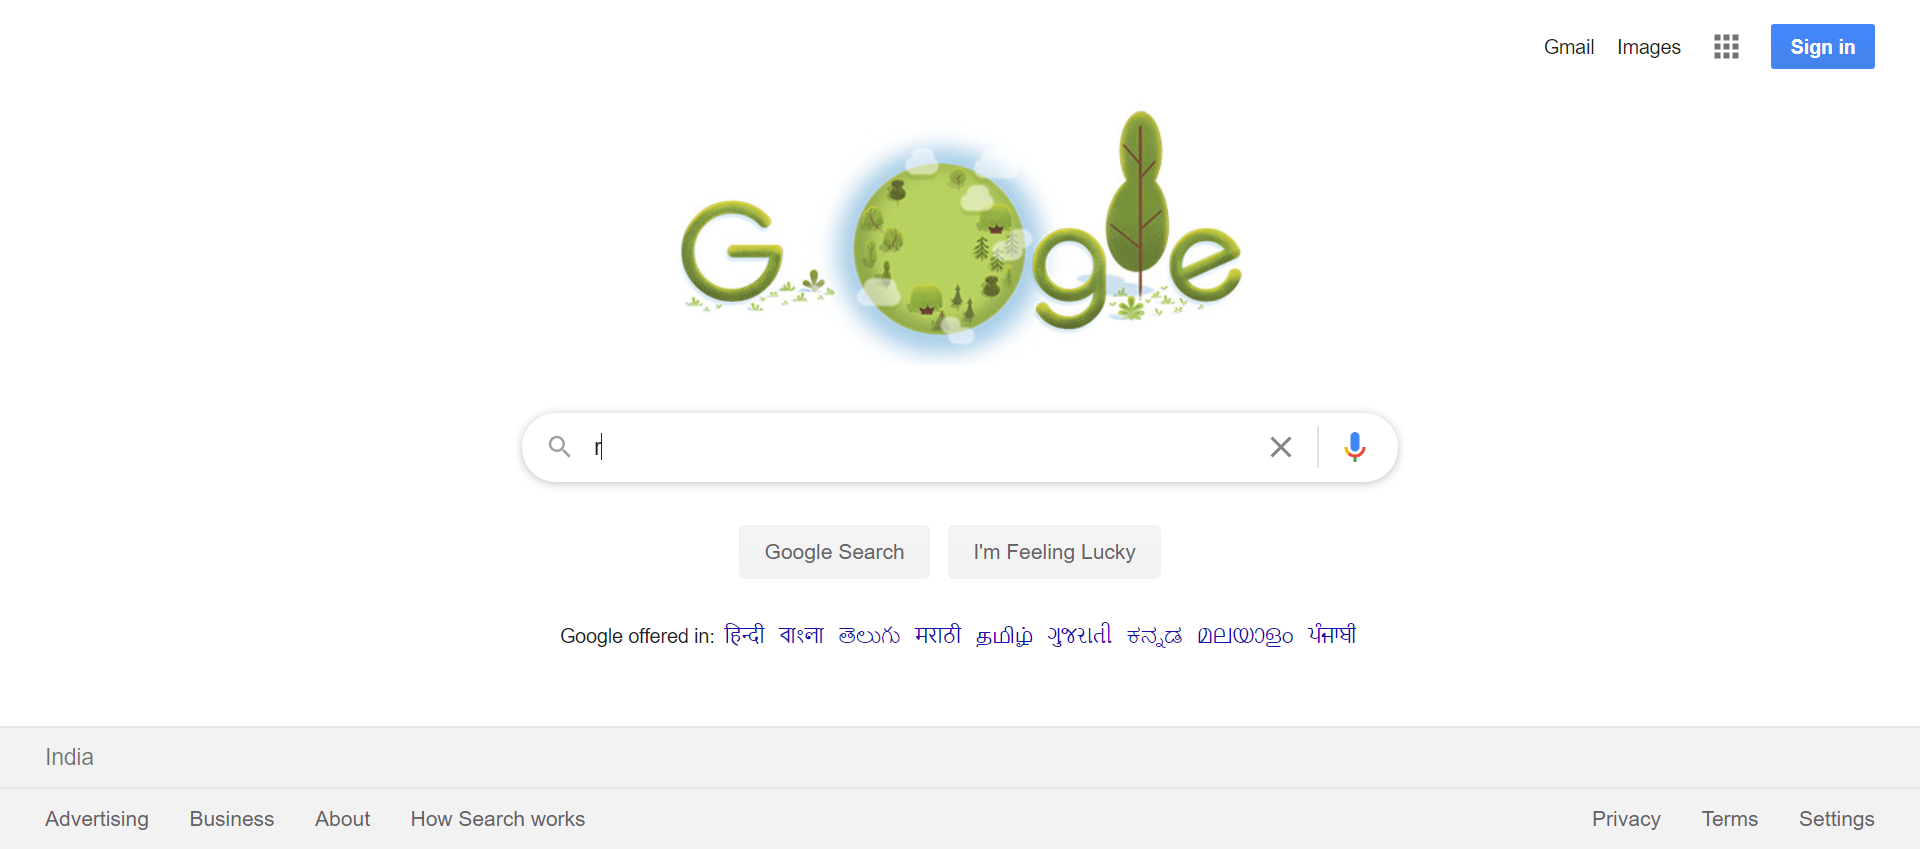 Gmail Images Sign in
Google
r
Google Search I'm Feeling Lucky
Google offered in: हिन्दी বাংলা తెలుగు मराठी தமிழ் ગુજરાતી ಕನ್ನಡ മലയാളം ਪੰਜਾਬੀ
India
Advertising Business About How Search works Privacy Terms Settings